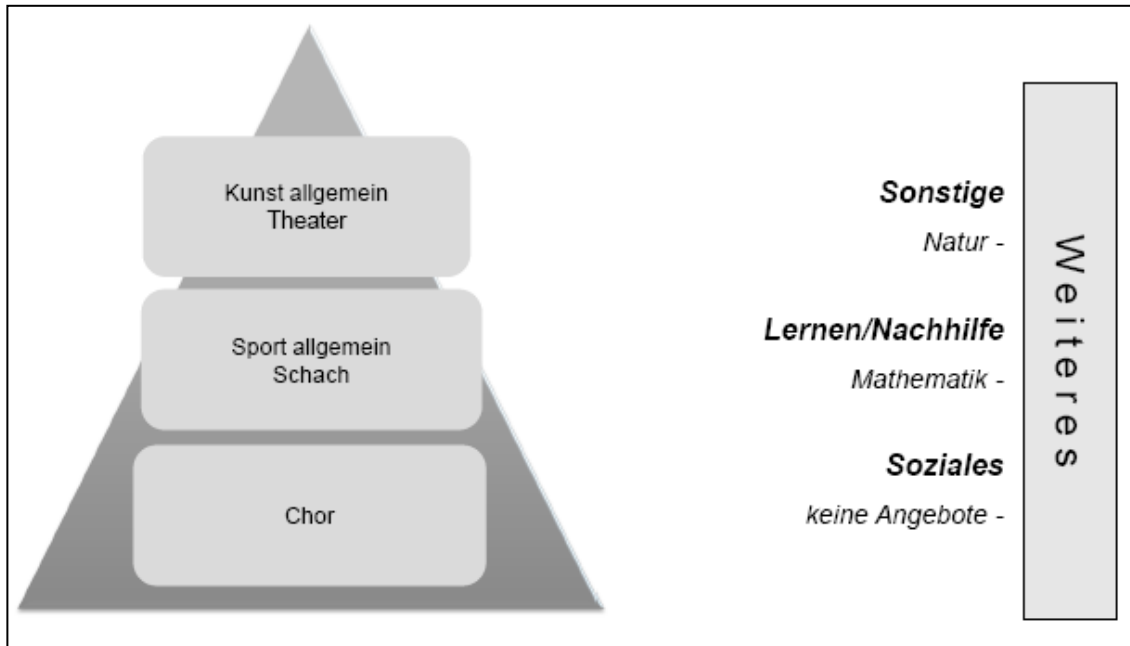 Kunst allgemein
Theater
Sport allgemein
Schach
Chor
Sonstige
Natur -
Lernen/Nachhilfe
Mathematik -
Soziales
keine Angebote -
Weiteres